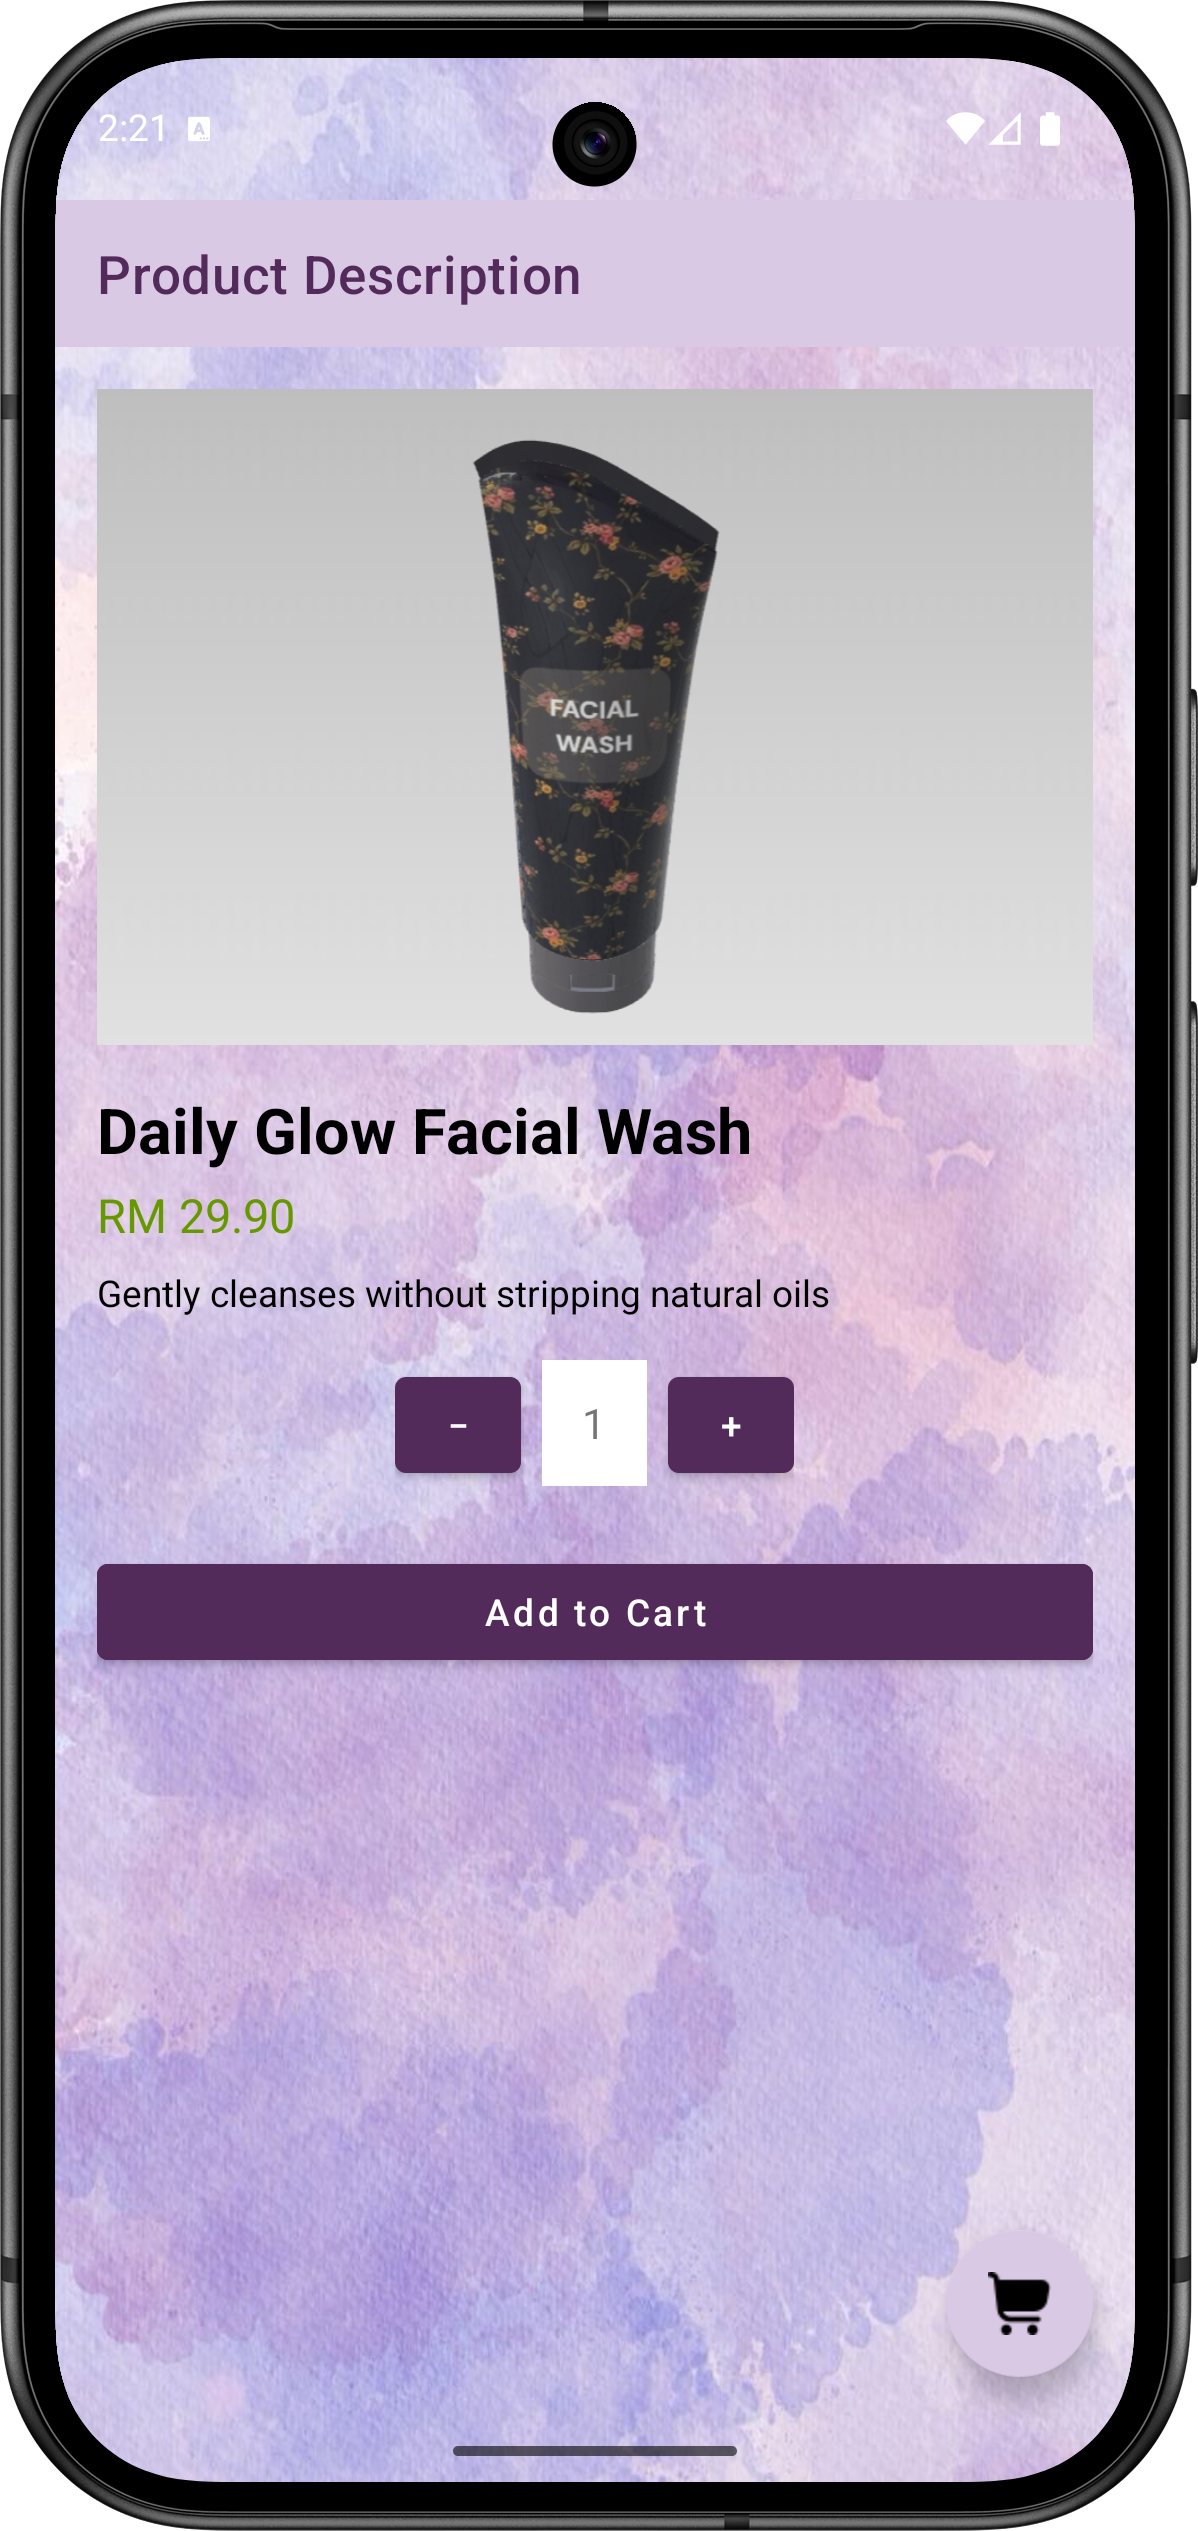 2:21
Product Description
FACIAL
WASH
Daily Glow Facial Wash
RM 29.90
Gently cleanses without stripping natural oils
− 1 +
Add to Cart